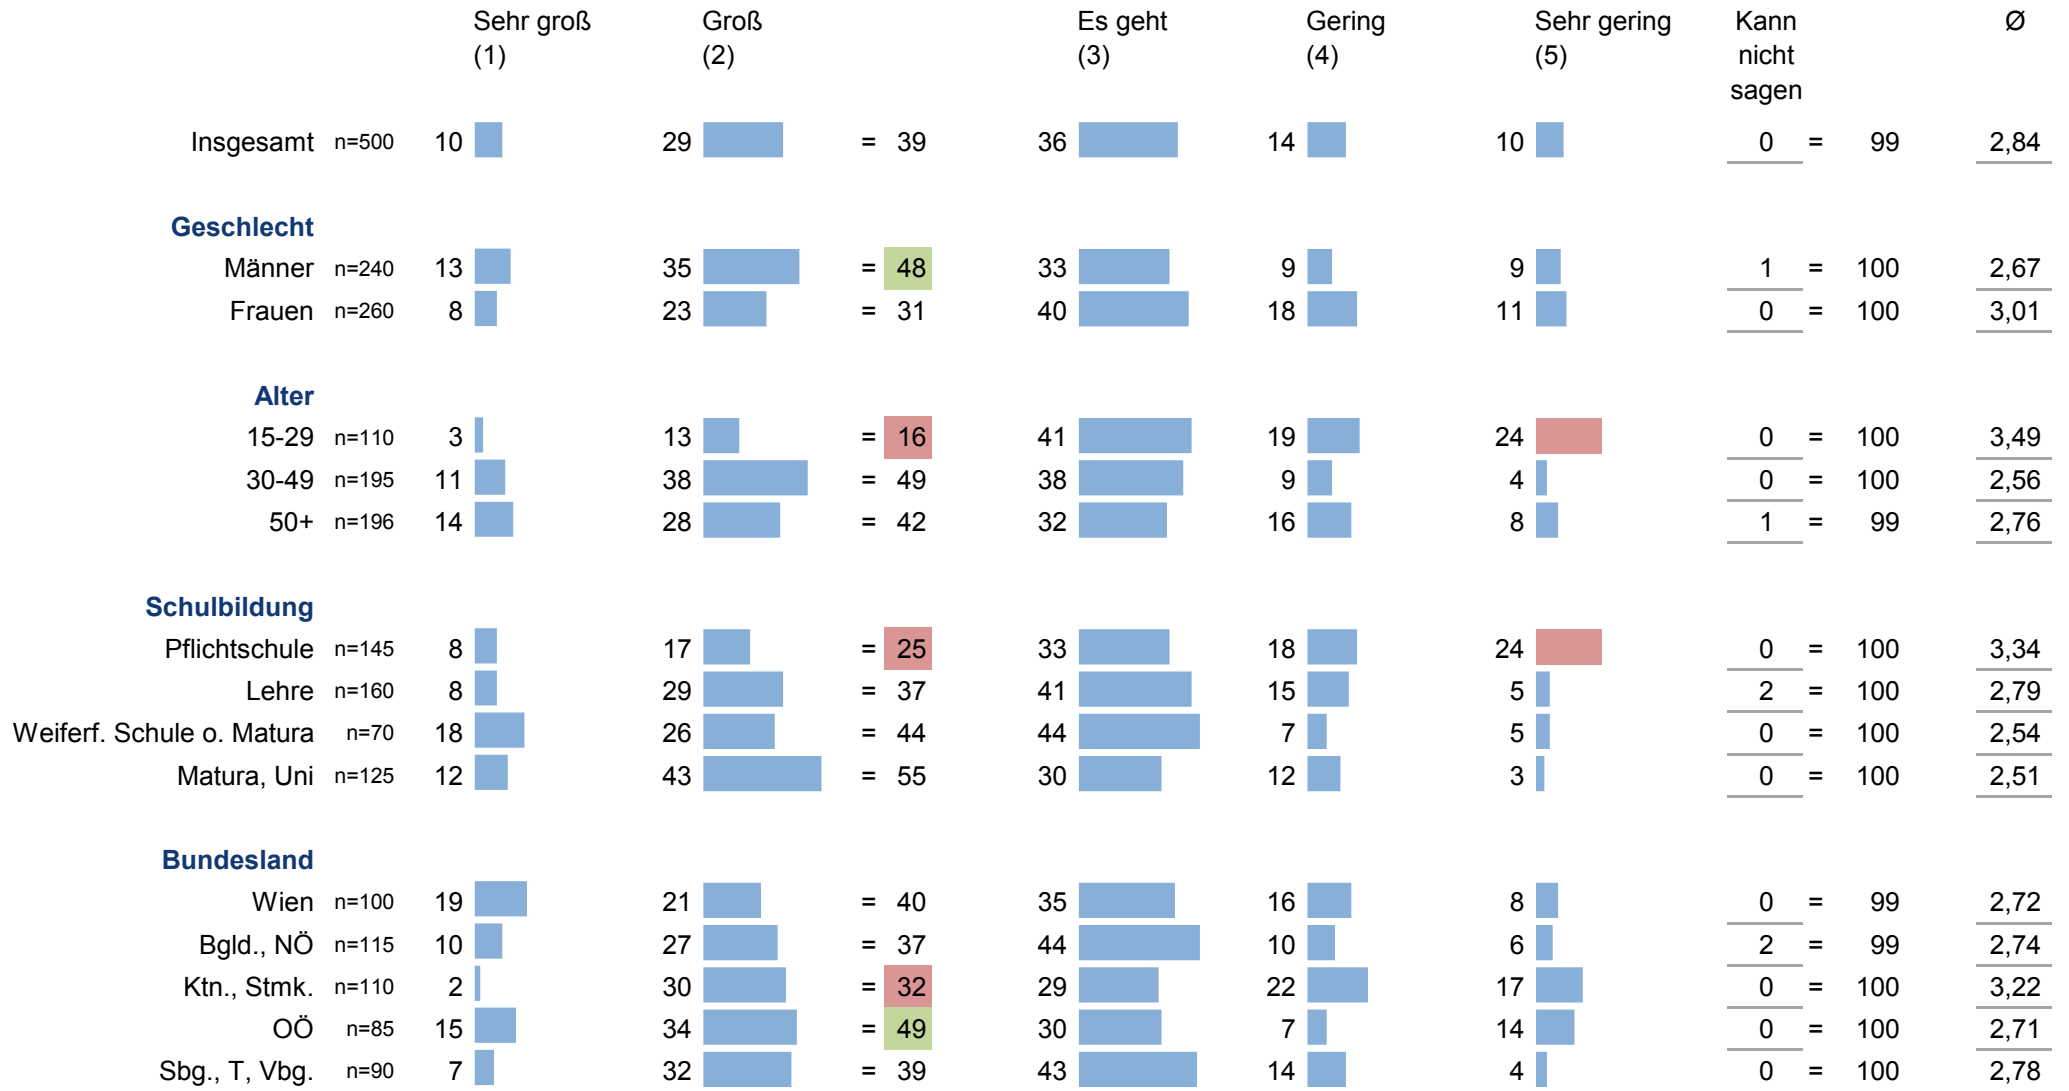 Sehr groß Groß Es geht Gering Sehr gering Kann Ø
(1) (2) (3) (4) (5) nicht
sagen
Insgesamt n=500 10 29 = 39 36 14 10 0 = 99 2,84
Geschlecht
Männer n=240 13 35 = 48 33 9 9 1 = 100 2,67
Frauen n=260 8 23 = 31 40 18 11 0 = 100 3,01
Alter
15-29 n=110 3 13 = 16 41 19 24 0 = 100 3,49
30-49 n=195 11 38 = 49 38 9 4 0 = 100 2,56
50+ n=196 14 28 = 42 32 16 8 1 = 99 2,76
Schulbildung
Pflichtschule n=145 8 17 = 25 33 18 24 0 = 100 3,34
Lehre n=160 8 29 = 37 41 15 5 2 = 100 2,79
Weiferf. Schule o. Matura n=70 18 26 = 44 44 7 5 0 = 100 2,54
Matura, Uni n=125 12 43 = 55 30 12 3 0 = 100 2,51
Bundesland
Wien n=100 19 21 = 40 35 16 8 0 = 99 2,72
Bgld., NÖ n=115 10 27 = 37 44 10 6 2 = 99 2,74
Ktn., Stmk. n=110 2 30 = 32 29 22 17 0 = 100 3,22
OÖ n=85 15 34 = 49 30 7 14 0 = 100 2,71
Sbg., T, Vbg. n=90 7 32 = 39 43 14 4 0 = 100 2,78